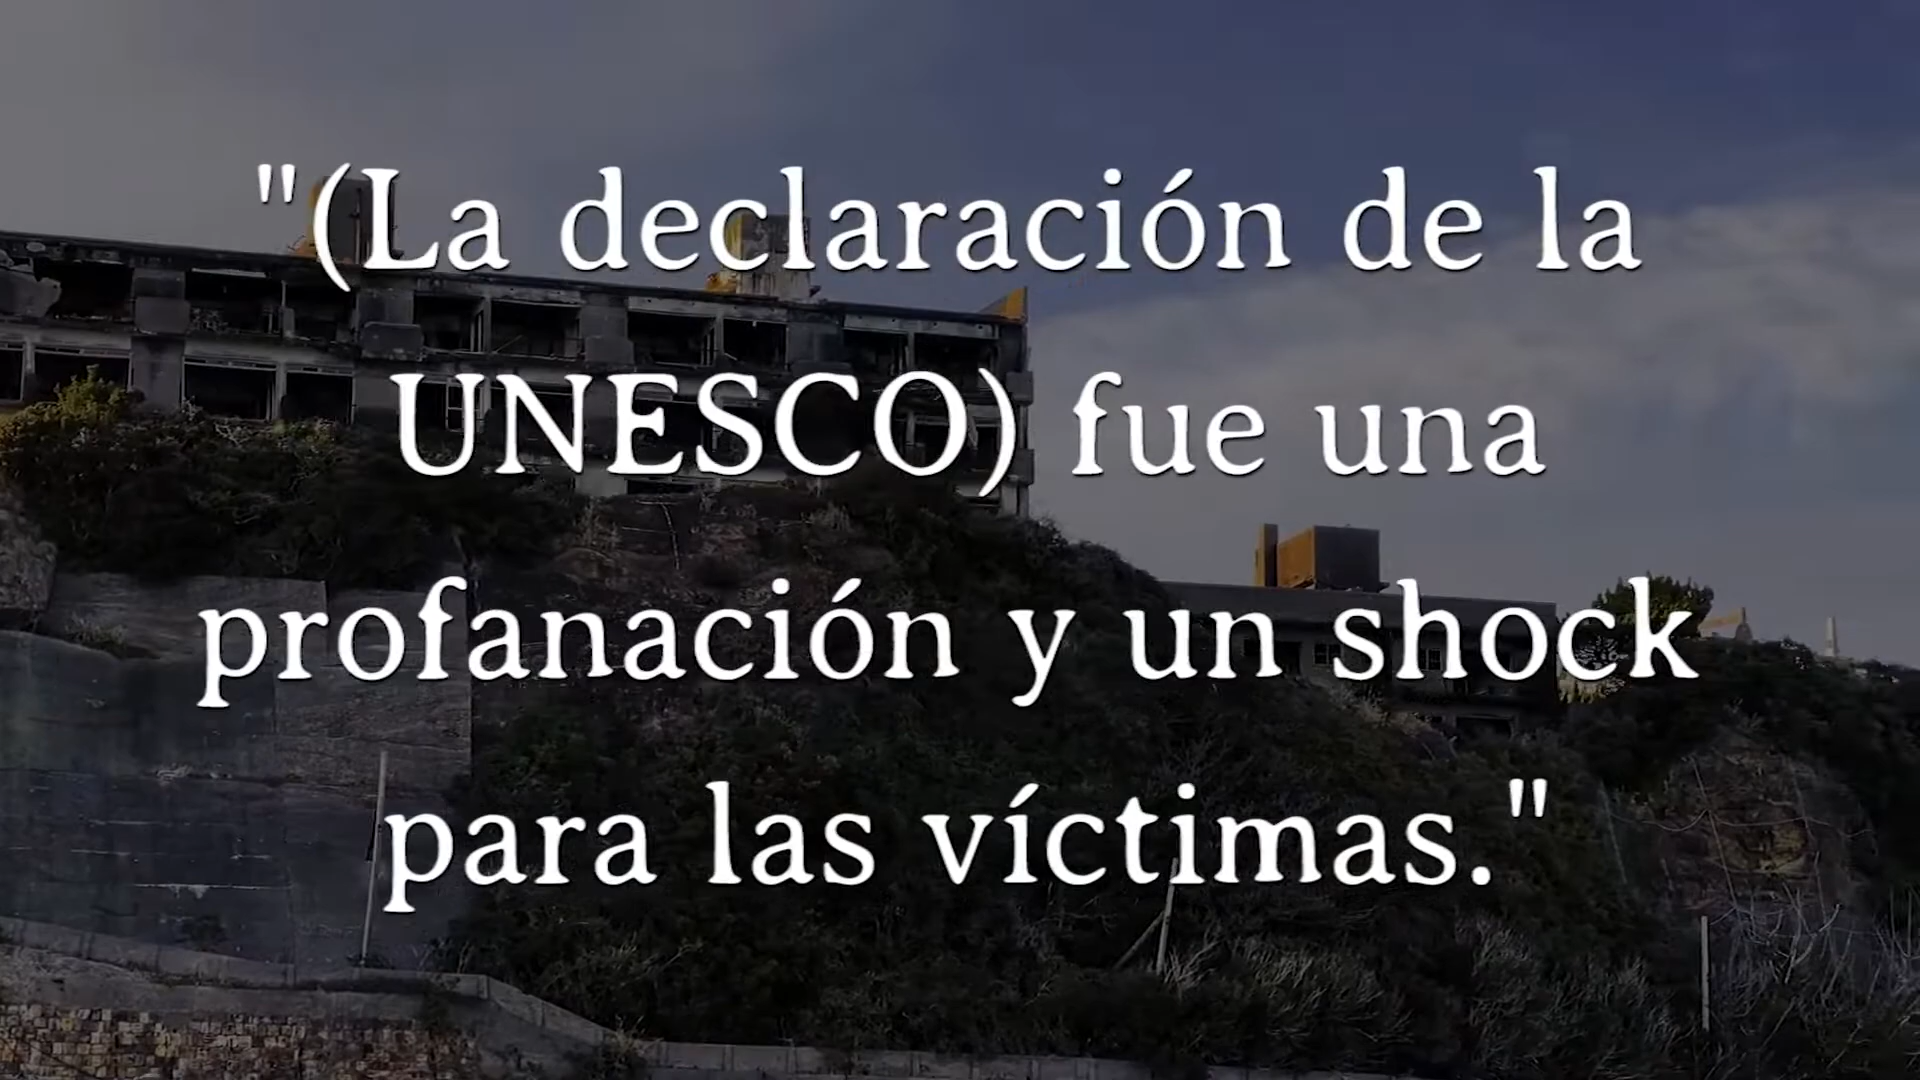 "(La declaración de la
UNESCO) fue una
profanación y un shock
para las víctimas."